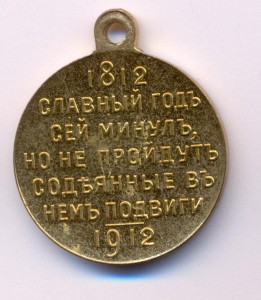 1812
СЛАВНЫЙ ГОДЪ
СЕЙ МИНУЛЪ,
НО НЕ ПРОЙДУТЪ
СОДѢЯННЫЕ ВЪ
НЕМЪ ПОДВИГИ
1912